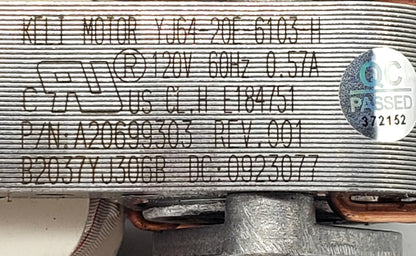 KELI MOTOR YJ64-20E-6103-H
120V 60Hz 0.57A
C RU® US CL.H E184751
P/N:A20699303 REV.001
B2037YJ306B DC:0923077
QC
PASSED
372152